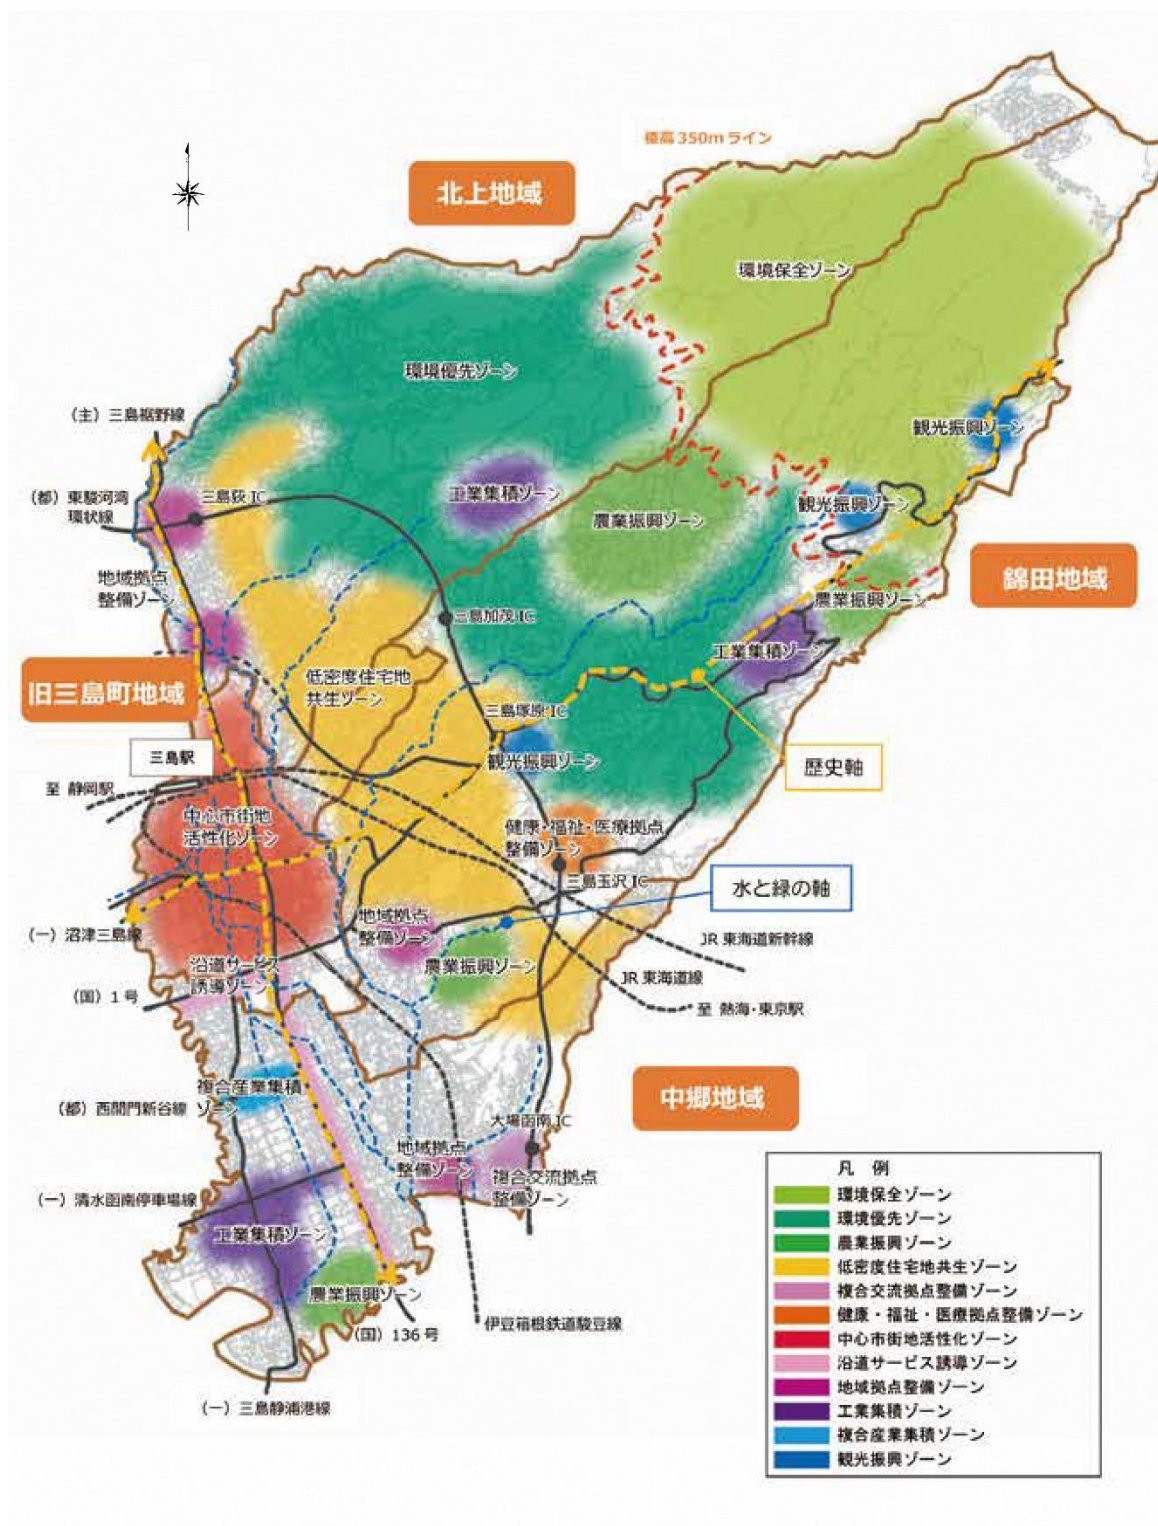 標高350mライン
北上地域
環境保全ゾーン
環境優先ゾーン
(主)三島裾野線
観光振興ゾーン
(都)東駿河湾
環状線
三島萩IC
工業集積ゾーン
農業振興ゾーン
観光振興ゾーン
錦田地域
地域拠点
整備ゾーン
農業振興ゾーン
三島加茂IC
工業集積ゾーン
旧三島町地域
低密度住宅地
共生ゾーン
三島塚原IC
三島駅
観光振興ゾーン
歴史軸
至 静岡駅
中心市街地
活性化ゾーン
健康・福祉・医療拠点
整備ゾーン
三島玉沢IC
水と緑の軸
(一)沼津三島線
地域拠点
整備ゾーン
JR東海道新幹線
沿道サービス
誘導ゾーン
農業振興ゾーン
JR東海道線
(国)1号
至 熱海・東京駅
複合産業集積
ゾーン
(都)西間門新谷線
中郷地域
大場函南IC
地域拠点
整備ゾーン
複合交流拠点
整備ゾーン
(一)清水函南停車場線
工業集積ゾーン
農業振興ゾーン
(国)136号
伊豆箱根鉄道駿豆線
(一)三島静浦港線
凡 例
環境保全ゾーン
環境優先ゾーン
農業振興ゾーン
低密度住宅地共生ゾーン
複合交流拠点整備ゾーン
健康・福祉・医療拠点整備ゾーン
中心市街地活性化ゾーン
沿道サービス誘導ゾーン
地域拠点整備ゾーン
工業集積ゾーン
複合産業集積ゾーン
観光振興ゾーン